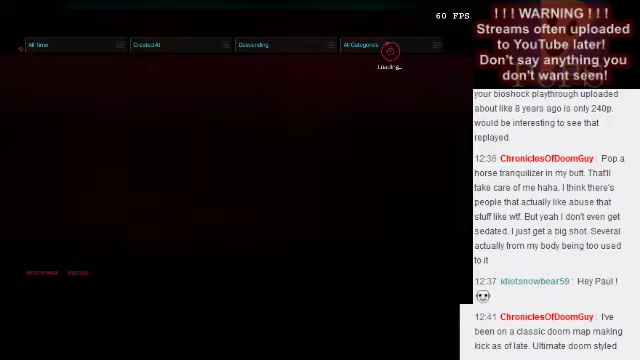 60 FPS
All Time
Created At
Descending
All Categories
Loading...
! ! ! WARNING ! ! !
Streams often uploaded
to YouTube later!
Don't say anything you
don't want seen!
your bioshock playthrough uploaded
about like 8 years ago is only 240p.
would be interesting to see that
replayed.
12:36 ChroniclesOfDoomGuy : Pop a
horse tranquilizer in my butt. That'll
take care of me haha. I think there's
people that actually like abuse that
stuff like wtf. But yeah I don't even get
sedated. I just get a big shot. Several
actually from my body being too used
to it
12:37 idiotsnowbear59 : Hey Paul !
12:41 ChroniclesOfDoomGuy : I've
been on a classic doom map making
kick as of late. Ultimate doom styled